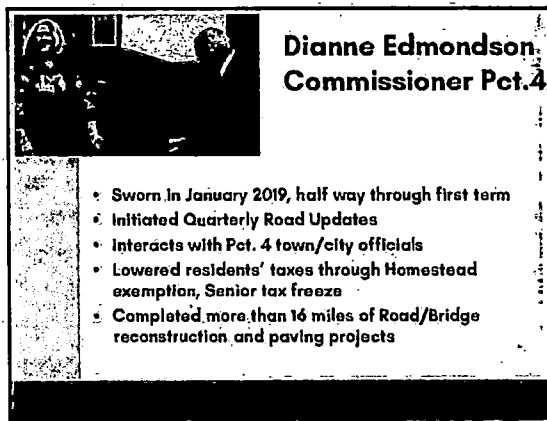 Dianne Edmondson
Commissioner Pct.4
• Sworn in January 2019, half way through first term
• Initiated Quarterly Road Updates
• Interacts with Pct. 4 town/city officials
• Lowered residents' taxes through Homestead
exemption, Senior tax freeze
• Completed more than 16 miles of Road/Bridge
reconstruction and paving projects